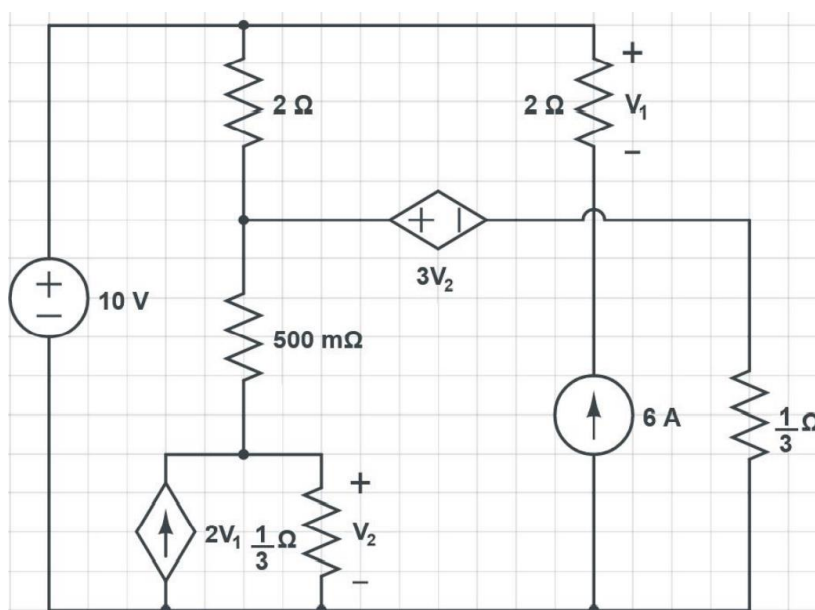 +
2 Ω
2 Ω
V₁
–
+ –
3V₂
+
–
10 V
500 mΩ
6 A
1/3 Ω
+
2V₁
1/3 Ω
V₂
–